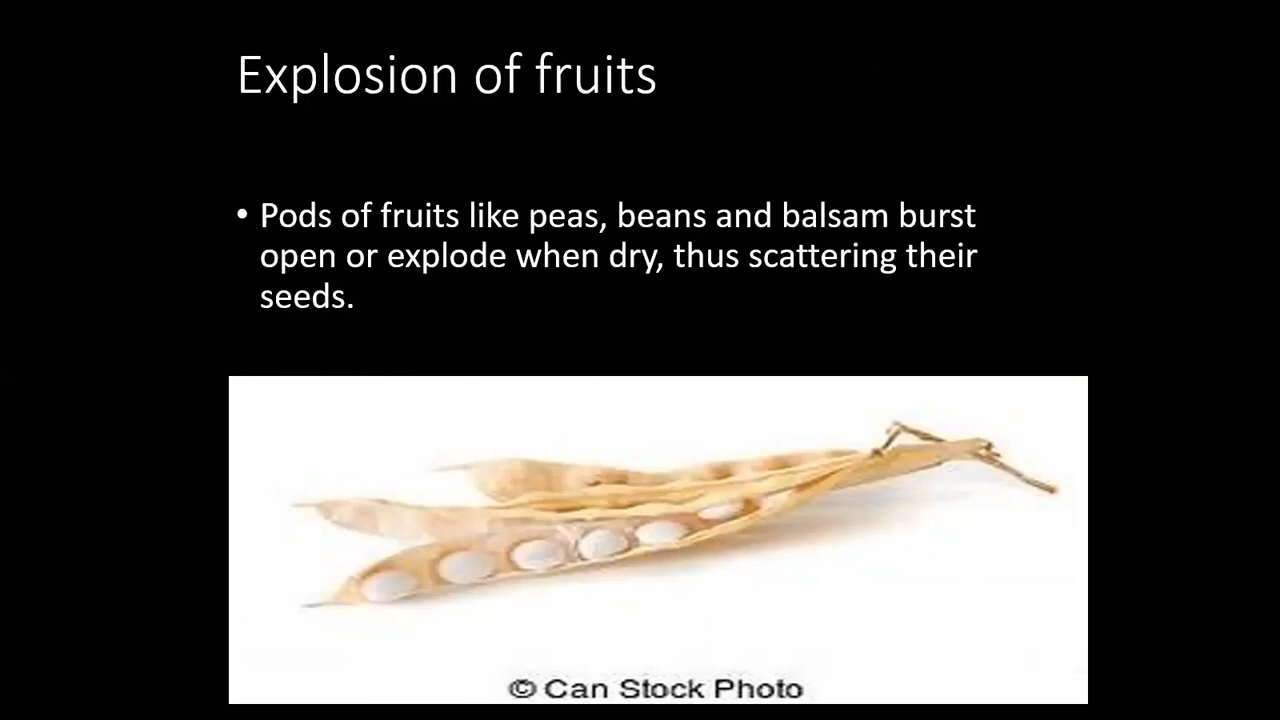 Explosion of fruits
• Pods of fruits like peas, beans and balsam burst
open or explode when dry, thus scattering their
seeds.
© Can Stock Photo